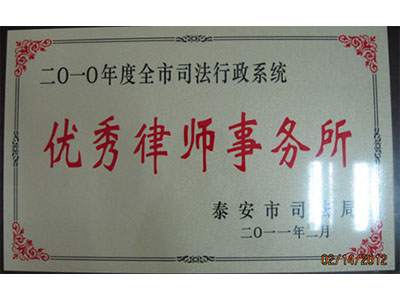 二〇一〇年度全市司法行政系统
优秀律师事务所
泰安市司法局
二〇一一年二月
02/14/2012